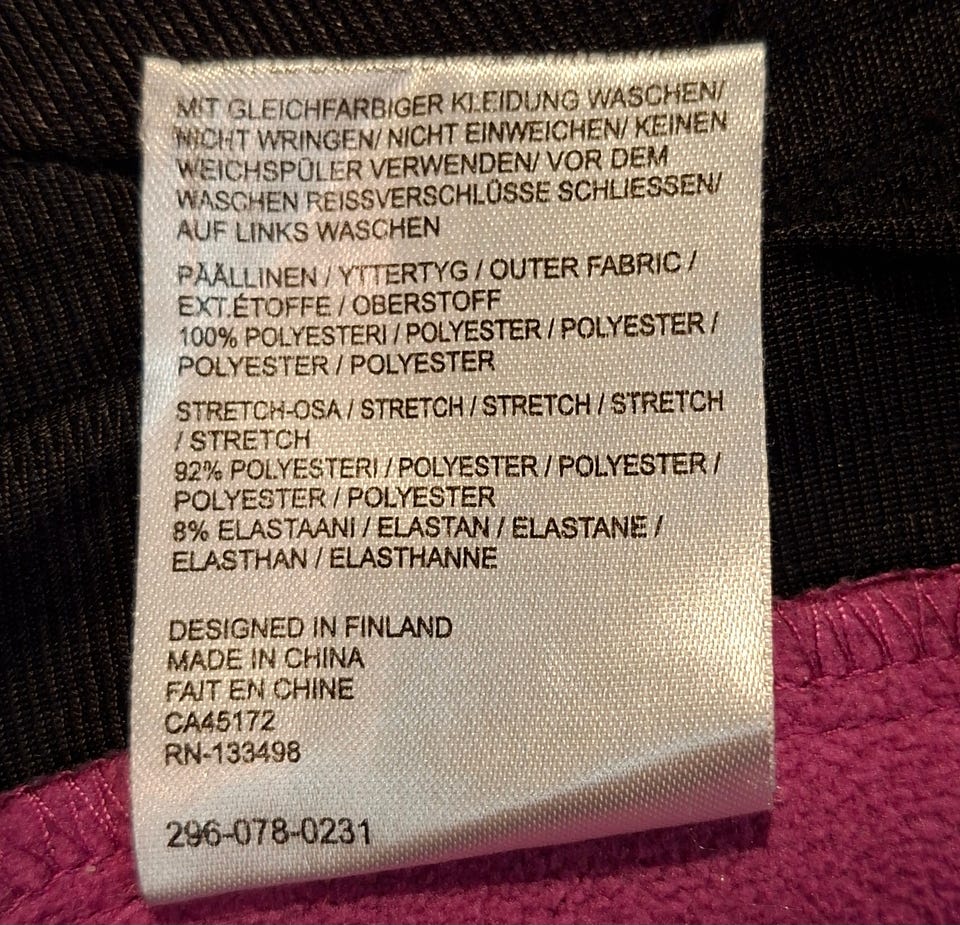 MIT GLEICHFARBIGER KLEIDUNG WASCHEN/
NICHT WRINGEN/ NICHT EINWEICHEN/ KEINEN
WEICHSPÜLER VERWENDEN/ VOR DEM
WASCHEN REISSVERSCHLÜSSE SCHLIESSEN/
AUF LINKS WASCHEN
PÄÄLLINEN / YTTERTYG / OUTER FABRIC /
EXT.ÉTOFFE / OBERSTOFF
100% POLYESTERI / POLYESTER / POLYESTER /
POLYESTER / POLYESTER
STRETCH-OSA / STRETCH / STRETCH / STRETCH
/ STRETCH
92% POLYESTERI / POLYESTER / POLYESTER /
POLYESTER / POLYESTER
8% ELASTAANI / ELASTAN / ELASTANE /
ELASTHAN / ELASTHANNE
DESIGNED IN FINLAND
MADE IN CHINA
FAIT EN CHINE
CA45172
RN-133498
296-078-0231